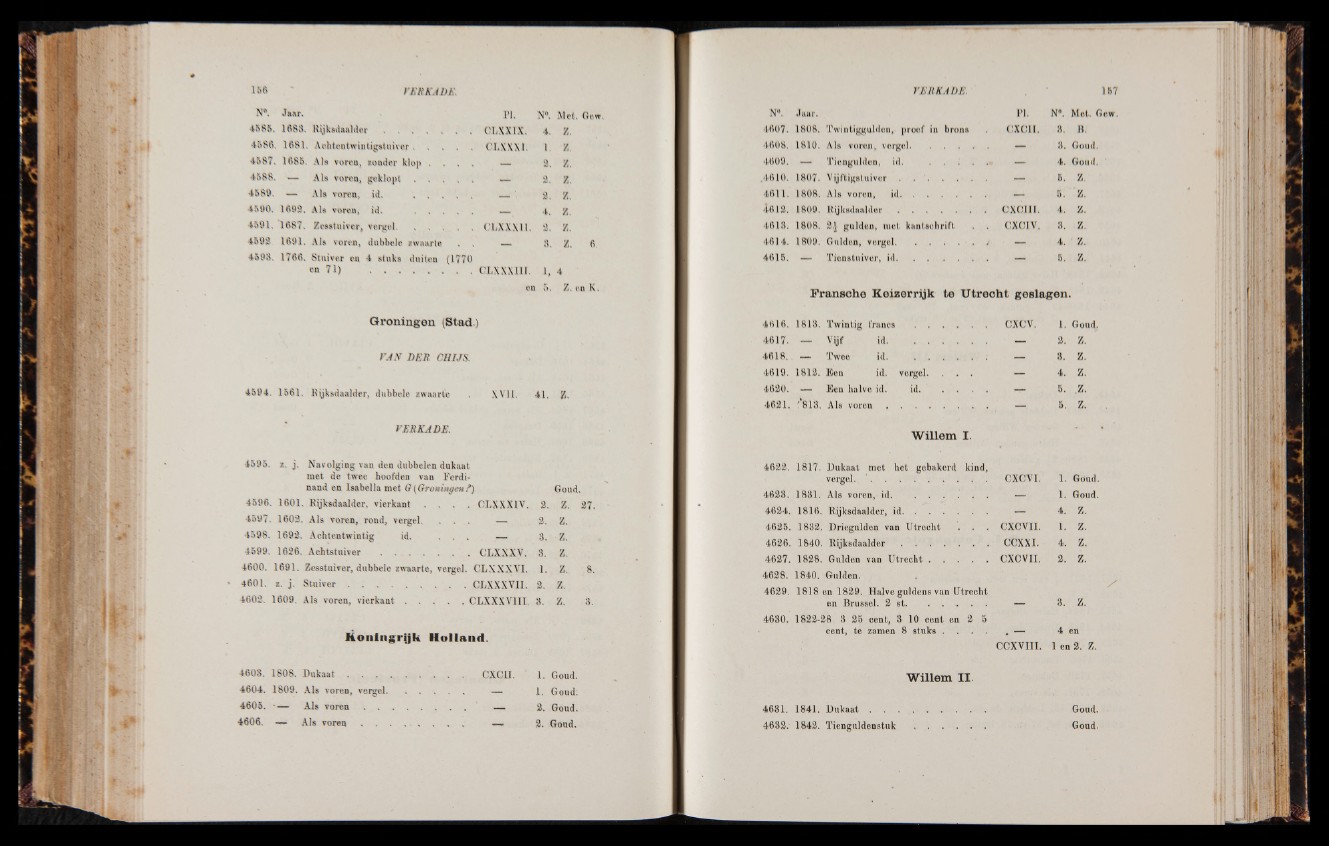 156 VERKADE.
N°. Jaar. Pl. N°. Met. Gew.
4585. 1683. Rijksdaalder . . . . . . . CLXXIX. 4. Z.
4586. 1681. Achtentwintigstuiver . . . . . CLXXXI. 1. Z.
4587. 1685. Als voren, zonder klop . . . . — 2. Z.
4588. — Als voren, geklopt . . . . . — 2. Z.
4589. — Als voren, id. . . . . . — 2. Z.
4590. 1692. Als voren, id. . . . . . — 4. Z.
4591. 1687. Zesstuiver, vergel. . . . . . CLXXXII. 2. Z.
4592 1691. Als voren, dubbele zwaarte . . — 3. Z. 6
4593. 1766. Stuiver en 4 stuks duiten (1770
en 71) . . . . . . . . CLXXXIII. 1, 4
en 5. Z. en K.
Groningen (Stad.)
VAN DER CHIJS.
4594. 1561. Rijksdaalder, dubbele zwaarte . XVII. 41. Z.
VERKADE.
4595. z. j. Navolging van den dubbelen dukaat
met de twee hoofden van Ferdi-
nand en Isabella met G (Groningen?) Goud.
4596. 1601. Rijksdaalder, vierkant . . . . CLXXXIV. 2. Z. 27.
4597. 1602. Als voren, rond, vergel. . . . — 2. Z.
4598. 1692. Achtentwintig id. . . . — 3. Z.
4599. 1626. Achtstuiver . . . . . . . CLXXXV. 3. Z.
4600. 1691. Zesstuiver, dubbele zwaarte, vergel. CLXXXVI. 1. Z. 8.
4601. z. j. Stuiver . . . . . . . . . CLXXXVII. 2. Z.
4602. 1609. Als voren, vierkant . . . . . CLXXXVIII. 3. Z. 3.
Koningrijk Holland.
4603. 1808. Dukaat . . . . . . . . . CXCII. 1. Goud.
4604. 1809. Als voren, vergel. . . . . . — 1. Goud.
4605. — Als voren . . . . . . . . — 2. Goud.
4606. — Als voren . . . . . . . . — 2. Goud.
VERKADE. 157
N°. Jaar. Pl. N°. Met. Gew.
4607. 1808. Twintiggulden, proef in brons . CXCII. 3. B.
4608. 1810. Als voren, vergel. . . . . . — 3. Goud.
4609. — Tiengulden, id. . . . . . — 4. Goud.
4610. 1807. Vijftigstuiver . . . . . . . — 5. Z.
4611. 1808. Als voren, id. . . . . . . — 5. Z.
4612. 1809. Rijksdaalder . . . . . . . CXCIII. 4. Z.
4613. 1808. 2½ gulden, met kantschrift . . CXCIV. 3. Z.
4614. 1809. Gulden, vergel. . . . . . . — 4. Z.
4615. — Tienstuiver, id. . . . . . . — 5. Z.
Fransche Keizerrijk te Utrecht geslagen.
4616. 1813. Twintig francs . . . . . . CXCV. 1. Goud.
4617. — Vijf id. . . . . . . — 2. Z.
4618. — Twee id. . . . . . . — 3. Z.
4619. 1812. Een id. vergel. . . . — 4. Z.
4620. — Een halve id. id. . . . . — 5. Z.
4621. 1813. Als voren . . . . . . . . — 5. Z.
Willem I.
4622. 1817. Dukaat met het gebakerd kind,
vergel. . . . . . . . . . CXCVI. 1. Goud.
4623. 1831. Als voren, id. . . . . . . — 1. Goud.
4624. 1816. Rijksdaalder, id. . . . . . . — 4. Z.
4625. 1832. Driegulden van Utrecht . . . CXCVII. 1. Z.
4626. 1840. Rijksdaalder . . . . . . . CCXXI. 4. Z.
4627. 1828. Gulden van Utrecht . . . . . CXCVII. 2. Z.
4628. 1840. Gulden.
4629. 1818 en 1829. Halve guldens van Utrecht
en Brussel. 2 st. . . . . . — 3. Z.
4630. 1822-28 3 25 cent, 3 10 cent en 2 5
cent, te zamen 8 stuks . . . . . — 4 en
CCXVIII. 1 en 2. Z.
Willem II.
4631. 1841. Dukaat . . . . . . . . . Goud.
4632. 1842. Tienguldenstuk . . . . . . Goud.